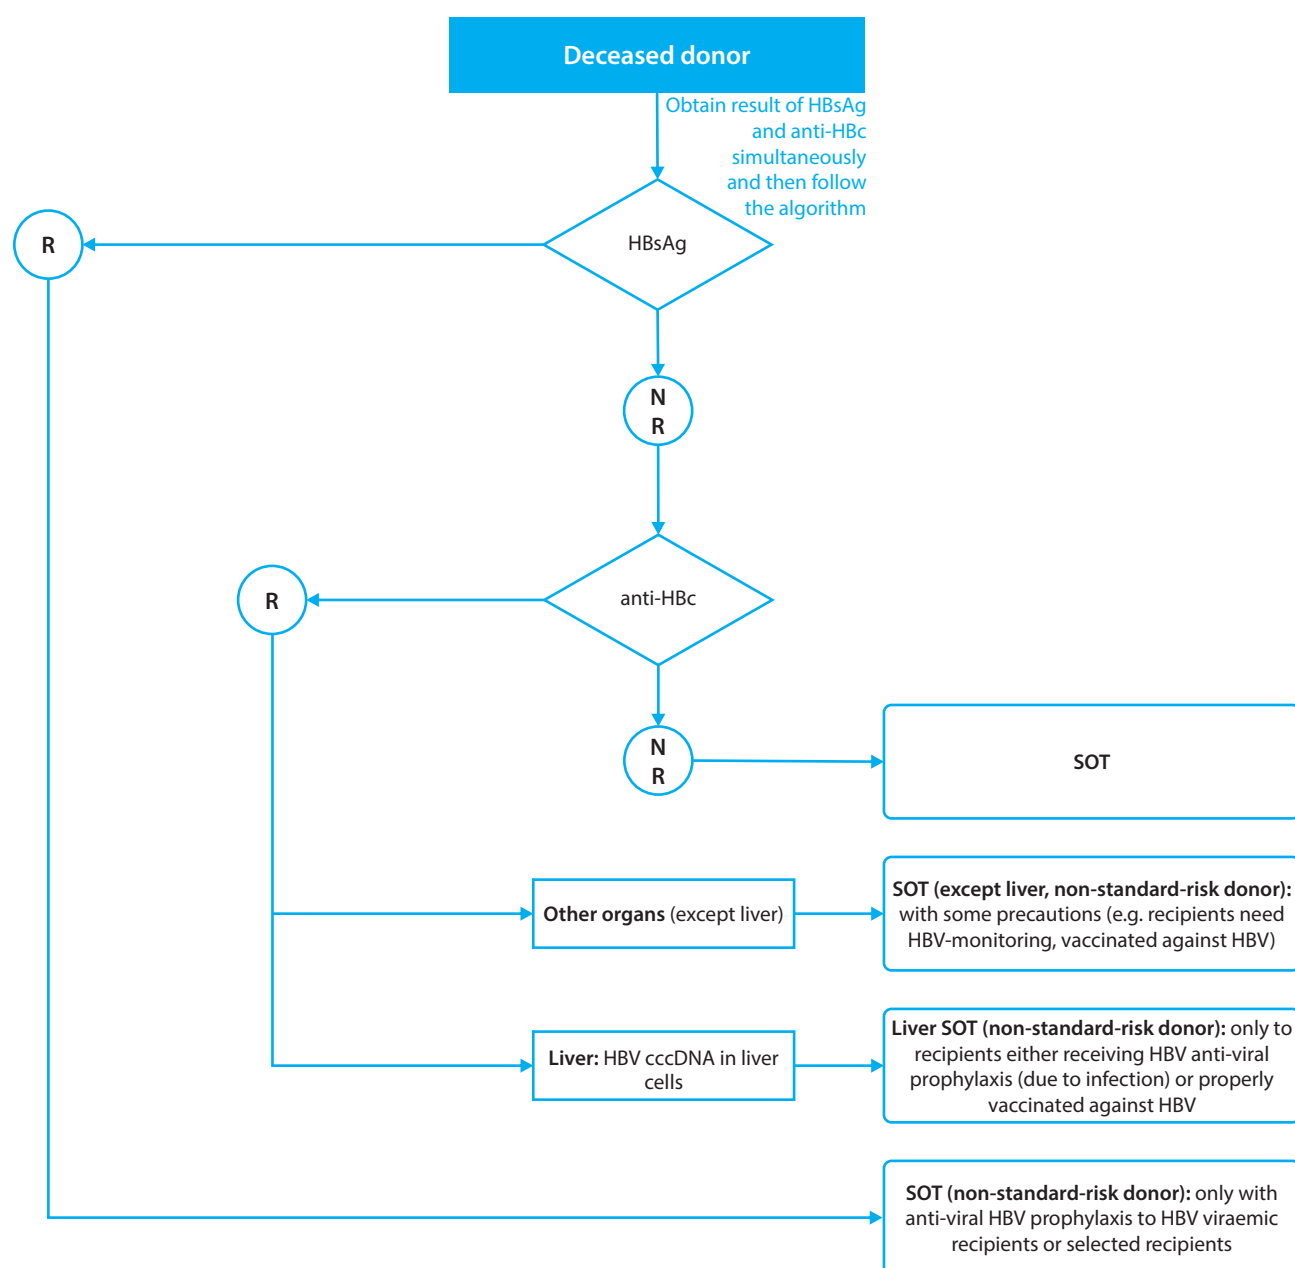 Deceased donor
Obtain result of HBsAg
and anti-HBc
simultaneously
and then follow
the algorithm
HBsAg
R
N
R
anti-HBc
R
N
R
SOT
Other organs (except liver)
SOT (except liver, non-standard-risk donor):
with some precautions (e.g. recipients need
HBV-monitoring, vaccinated against HBV)
Liver: HBV cccDNA in liver
cells
Liver SOT (non-standard-risk donor): only to
recipients either receiving HBV anti-viral
prophylaxis (due to infection) or properly
vaccinated against HBV
SOT (non-standard-risk donor): only with
anti-viral HBV prophylaxis to HBV viraemic
recipients or selected recipients